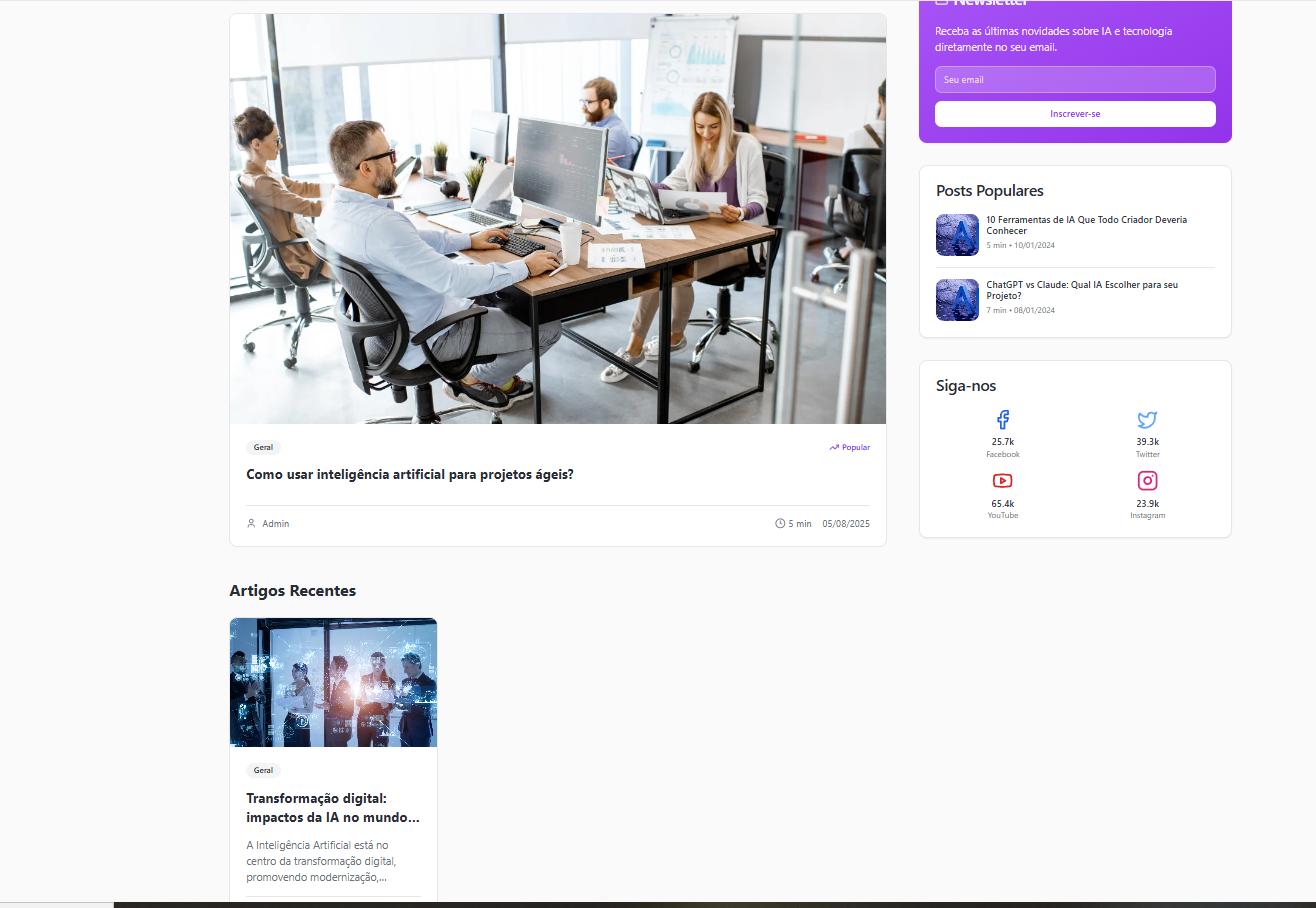 Newsletter
Receba as últimas novidades sobre IA e tecnologia
diretamente no seu email.
Seu email
Inscrever-se
Posts Populares
10 Ferramentas de IA Que Todo Criador Deveria
Conhecer
5 min • 10/01/2024
ChatGPT vs Claude: Qual IA Escolher para seu
Projeto?
7 min • 08/01/2024
Siga-nos
25.7k
Facebook
39.3k
Twitter
65.4k
YouTube
23.9k
Instagram
Geral
Popular
Como usar inteligência artificial para projetos ágeis?
Admin
5 min 05/08/2025
Artigos Recentes
Geral
Transformação digital:
impactos da IA no mundo...
A Inteligência Artificial está no
centro da transformação digital,
promovendo modernização,...